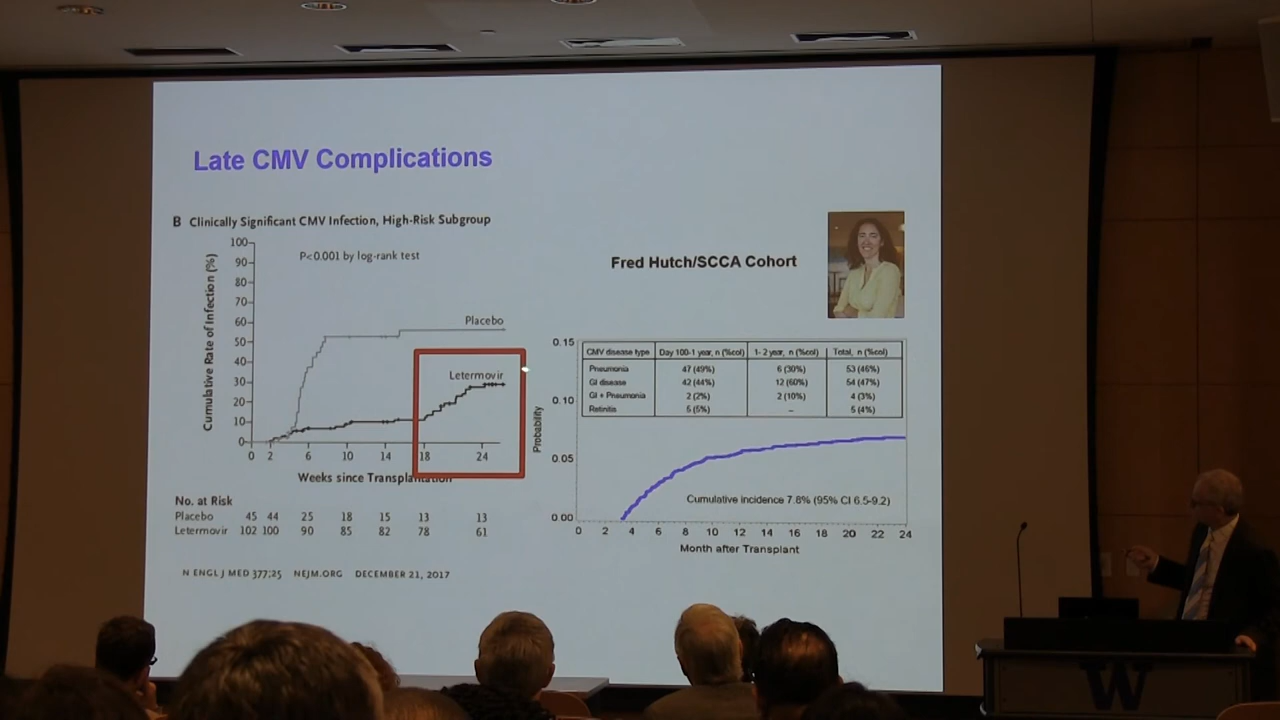 Late CMV Complications
B Clinically Significant CMV Infection, High-Risk Subgroup
Cumulative Rate of Infection (%)
100
90
80
70
60
50
40
30
20
10
0
P<0.001 by log-rank test
Placebo
Letermovir
0 2 6 10 14 18 24
Weeks since Transplantation
No. at Risk
Placebo 45 44 25 18 15 13 13
Letermovir 102 100 90 85 82 78 61
N ENGL J MED 377;25 NEJM.ORG DECEMBER 21, 2017
Fred Hutch/SCCA Cohort
Probability
0.15
0.10
0.05
0.00
CMV disease type Day 100-1 year, n (%col) 1- 2 year, n (%col) Total, n (%col)
Pneumonia 47 (49%) 6 (30%) 53 (46%)
GI disease 42 (44%) 12 (60%) 54 (47%)
GI + Pneumonia 2 (2%) 2 (10%) 4 (3%)
Retinitis 5 (5%) – 5 (4%)
Cumulative incidence 7.8% (95% CI 6.5-9.2)
0 2 4 6 8 10 12 14 16 18 20 22 24
Month after Transplant
W